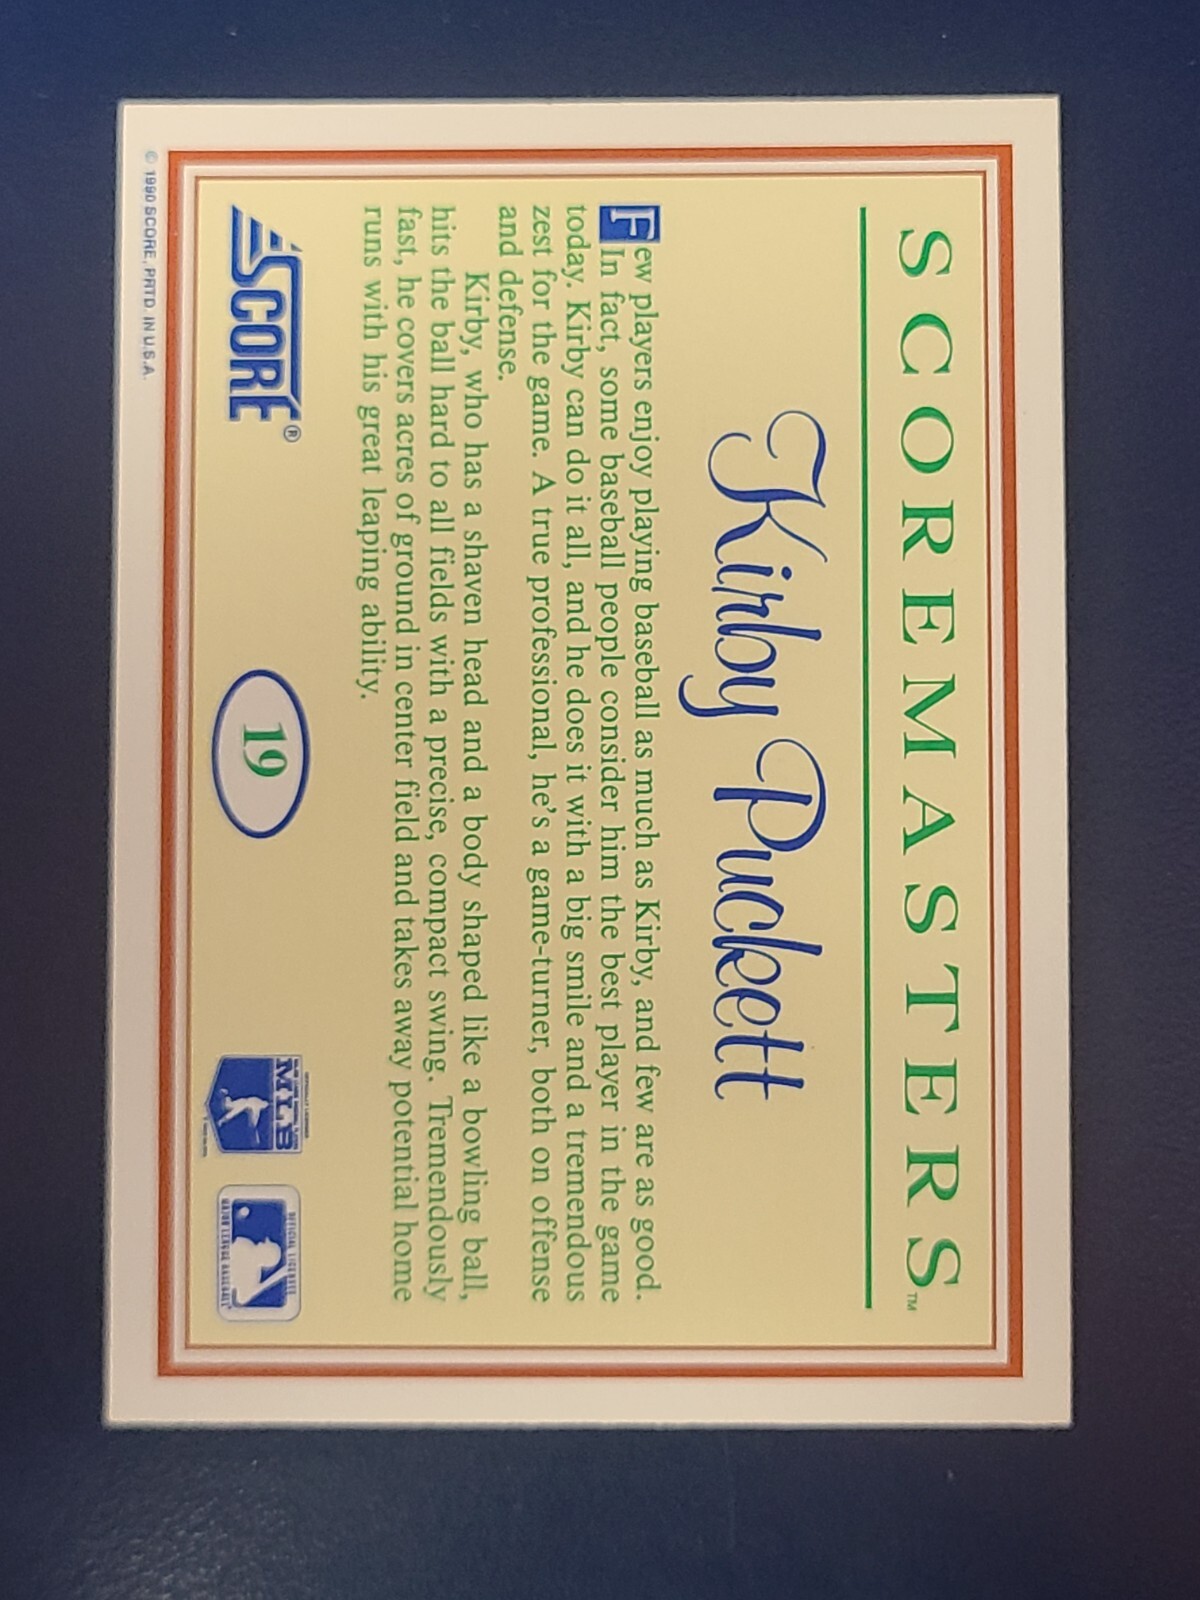 SCOREMASTERS™
Kirby Puckett
Few players enjoy playing baseball as much as Kirby, and few are as good.
In fact, some baseball people consider him the best player in the game
today. Kirby can do it all, and he does it with a big smile and a tremendous
zest for the game. A true professional, he's a game-turner, both on offense
and defense.
Kirby, who has a shaven head and a body shaped like a bowling ball,
hits the ball hard to all fields with a precise, compact swing. Tremendously
fast, he covers acres of ground in center field and takes away potential home
runs with his great leaping ability.
SCORE®
19
MLB
OFFICIAL LICENSEE
MAJOR LEAGUE BASEBALL
© 1990 SCORE, PRTD. IN U.S.A.